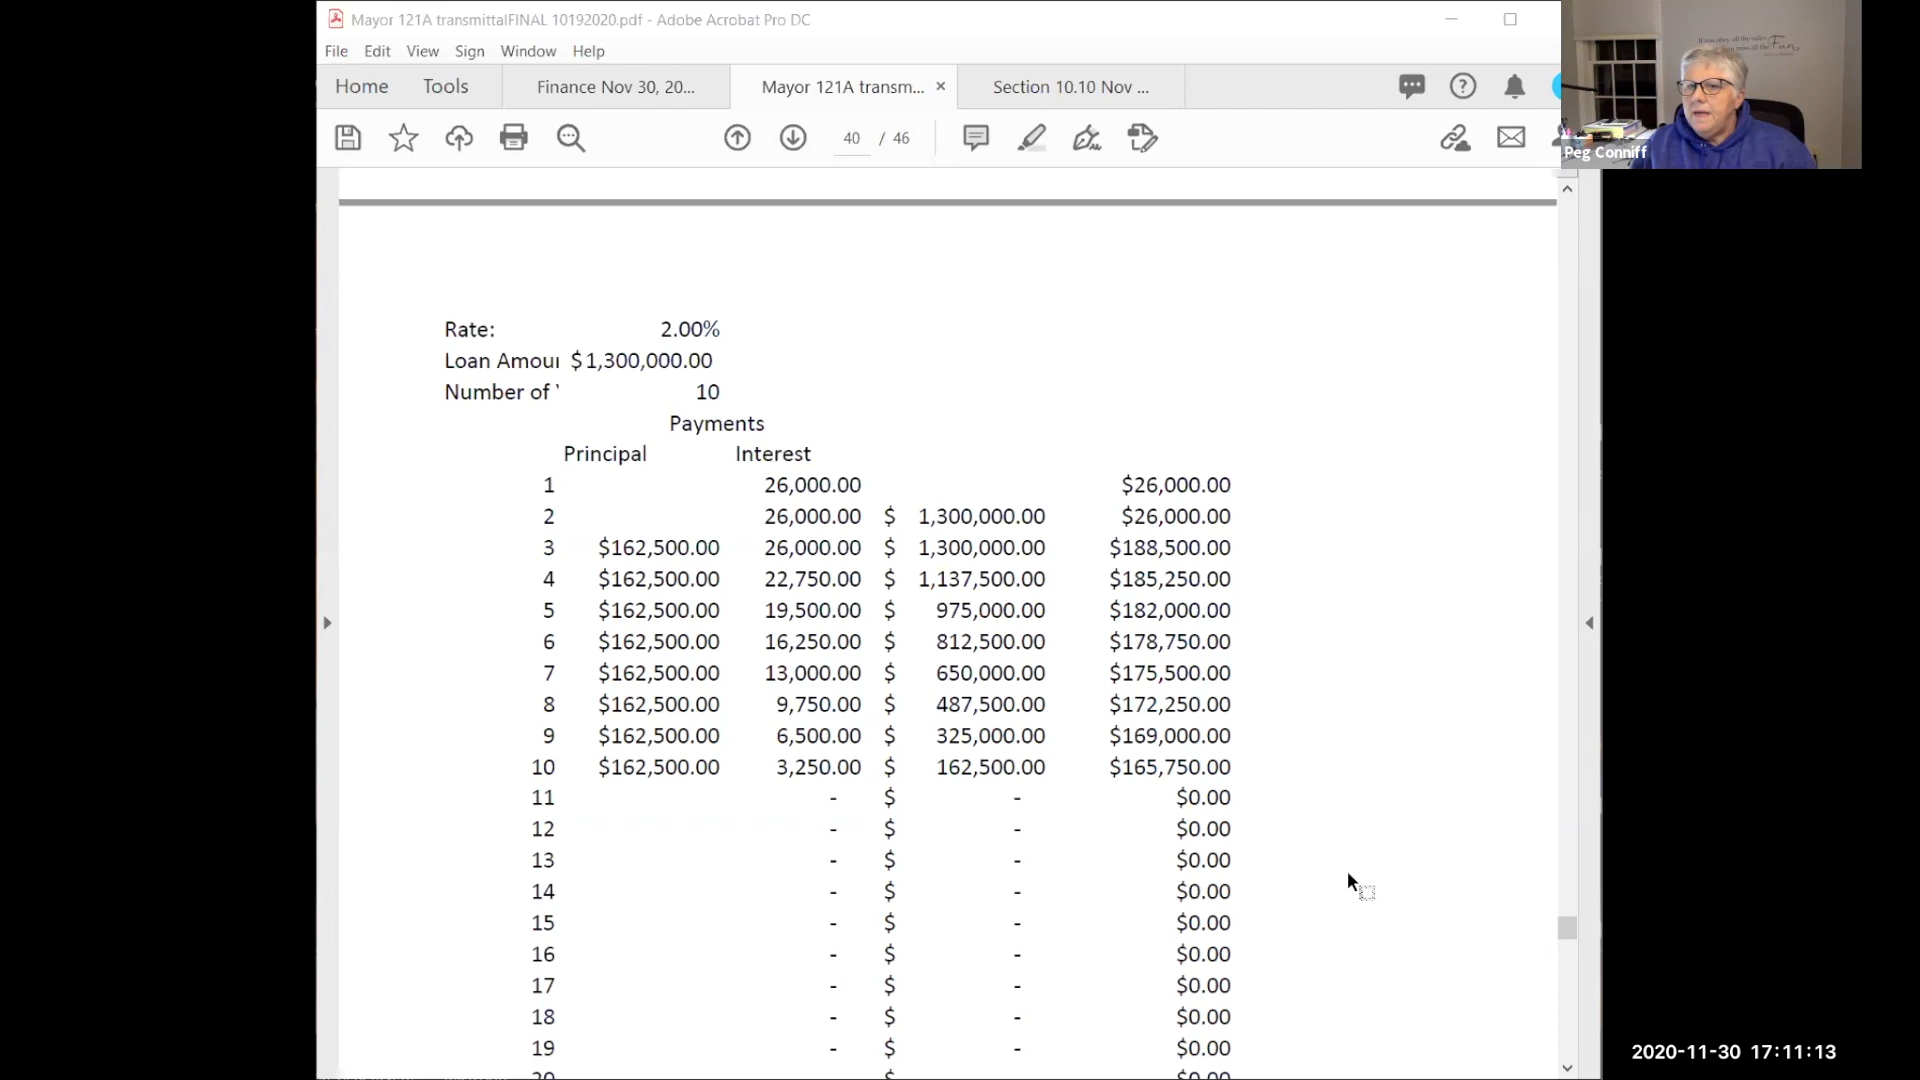 Mayor 121A transmittalFINAL 10192020.pdf - Adobe Acrobat Pro DC
File Edit View Sign Window Help
Home Tools Finance Nov 30, 20... Mayor 121A transm... × Section 10.10 Nov ...
40 / 46
Peg Conniff
Rate: 2.00%
Loan Amou $1,300,000.00
Number of 10
Payments
Principal Interest
1 26,000.00 $26,000.00
2 26,000.00 $ 1,300,000.00 $26,000.00
3 $162,500.00 26,000.00 $ 1,300,000.00 $188,500.00
4 $162,500.00 22,750.00 $ 1,137,500.00 $185,250.00
5 $162,500.00 19,500.00 $ 975,000.00 $182,000.00
6 $162,500.00 16,250.00 $ 812,500.00 $178,750.00
7 $162,500.00 13,000.00 $ 650,000.00 $175,500.00
8 $162,500.00 9,750.00 $ 487,500.00 $172,250.00
9 $162,500.00 6,500.00 $ 325,000.00 $169,000.00
10 $162,500.00 3,250.00 $ 162,500.00 $165,750.00
11 - $ - $0.00
12 - $ - $0.00
13 - $ - $0.00
14 - $ - $0.00
15 - $ - $0.00
16 - $ - $0.00
17 - $ - $0.00
18 - $ - $0.00
19 - $ - $0.00
2020-11-30 17:11:13